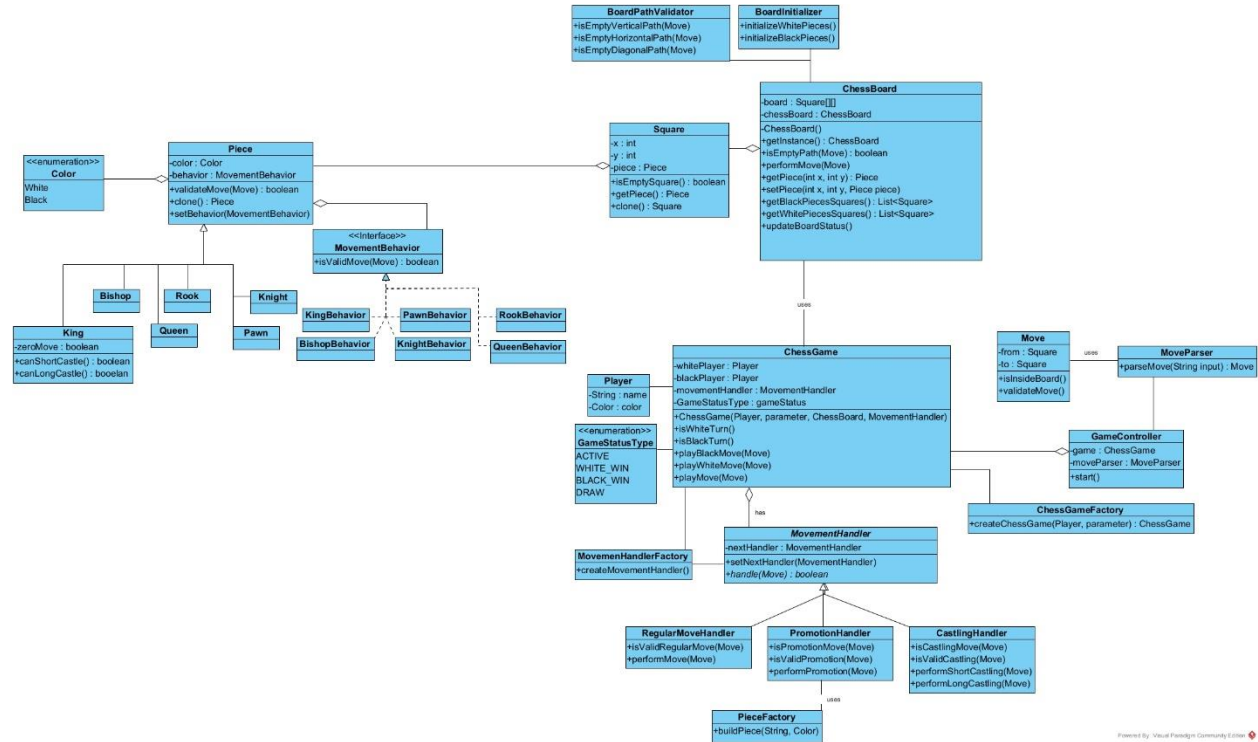 BoardPathValidator
+isEmptyVerticalPath(Move)
+isEmptyHorizontalPath(Move)
+isEmptyDiagonalPath(Move)
BoardInitializer
+initializeWhitePieces()
+initializeBlackPieces()
ChessBoard
-board : Square[][]
-chessBoard : ChessBoard
-ChessBoard()
+getInstance() : ChessBoard
+isEmptyPath(Move) : boolean
+performMove(Move)
+getPiece(int x, int y) : Piece
+setPiece(int x, int y, Piece piece)
+getBlackPiecesSquares() : List<Square>
+getWhitePiecesSquares() : List<Square>
+updateBoardStatus()
Square
-x : int
-y : int
-piece : Piece
+isEmptySquare() : boolean
+getPiece() : Piece
+clone() : Square
Piece
-color : Color
-behavior : MovementBehavior
+validateMove(Move) : boolean
+clone() : Piece
+setBehavior(MovementBehavior)
<<enumeration>>
Color
White
Black
<<Interface>>
MovementBehavior
+isValidMove(Move) : boolean
Bishop
Rook
Knight
King
-zeroMove : boolean
+canShortCastle() : boolean
+canLongCastle() : booelan
Queen
Pawn
KingBehavior
PawnBehavior
RookBehavior
BishopBehavior
KnightBehavior
QueenBehavior
uses
ChessGame
-whitePlayer : Player
-blackPlayer : Player
-movementHandler : MovementHandler
-GameStatusType : gameStatus
+ChessGame(Player, parameter, ChessBoard, MovementHandler)
+isWhiteTurn()
+isBlackTurn()
+playBlackMove(Move)
+playWhiteMove(Move)
+playMove(Move)
Player
-String : name
-Color : color
<<enumeration>>
GameStatusType
ACTIVE
WHITE_WIN
BLACK_WIN
DRAW
Move
-from : Square
-to : Square
+isInsideBoard()
+validateMove()
uses
MoveParser
+parseMove(String input) : Move
GameController
-game : ChessGame
-moveParser : MoveParser
+start()
ChessGameFactory
+createChessGame(Player, parameter) : ChessGame
has
MovementHandler
-nextHandler : MovementHandler
+setNextHandler(MovementHandler)
+handle(Move) : boolean
MovemenHandlerFactory
+createMovementHandler()
RegularMoveHandler
+isValidRegularMove(Move)
+performMove(Move)
PromotionHandler
+isPromotionMove(Move)
+isValidPromotion(Move)
+performPromotion(Move)
CastlingHandler
+isCastlingMove(Move)
+isValidCastling(Move)
+performShortCastling(Move)
+performLongCastling(Move)
uses
PieceFactory
+buildPiece(String, Color)
Powered By: Visual Paradigm Community Edition